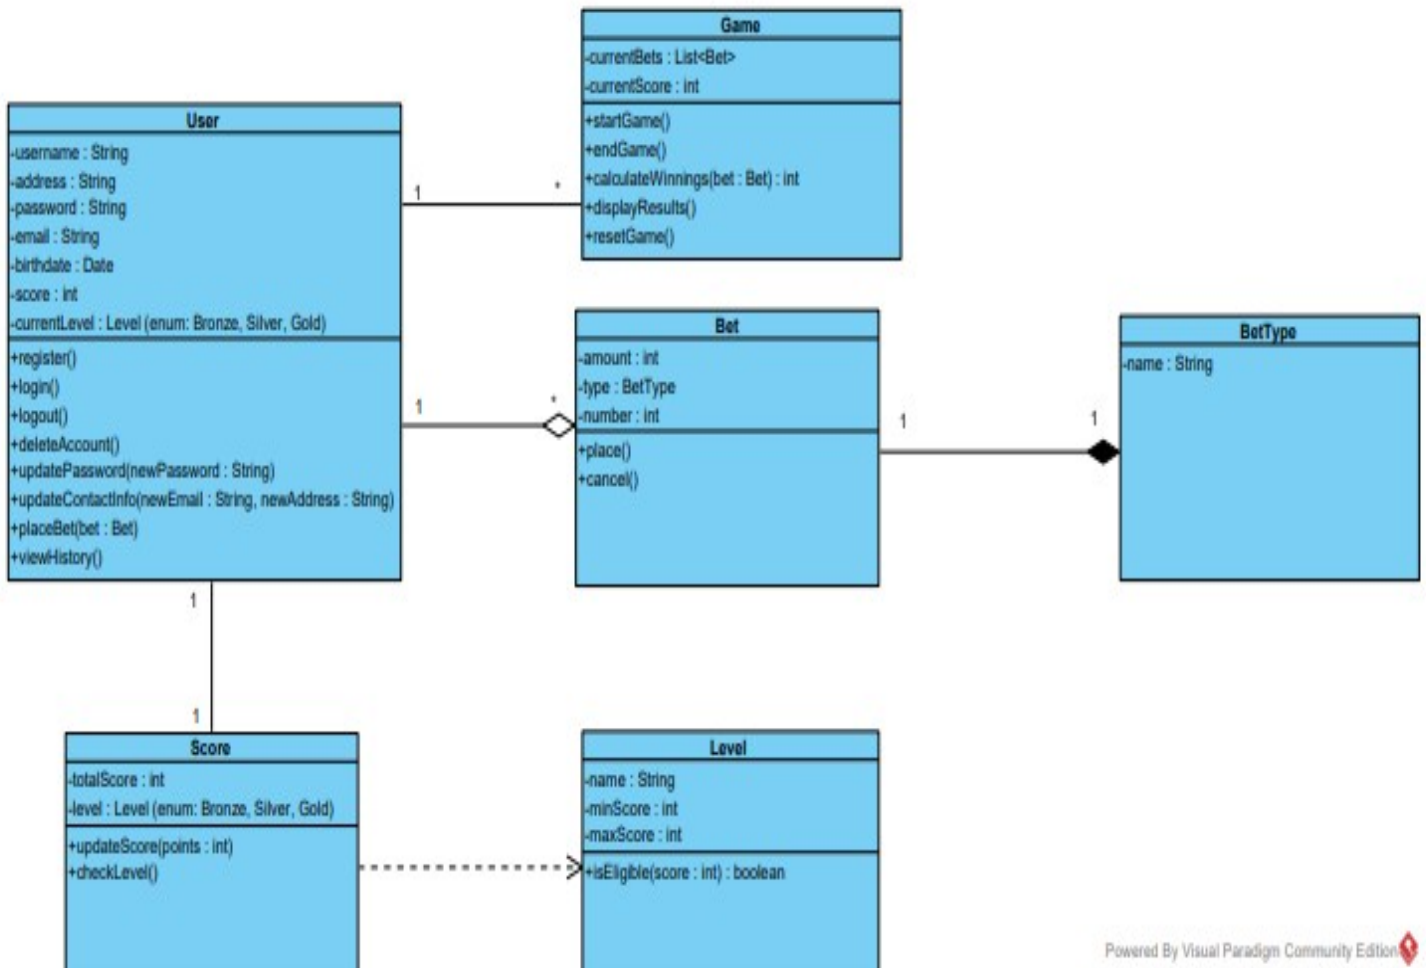 Game
-currentBets : List<Bet>
-currentScore : int
+startGame()
+endGame()
+calculateWinnings(bet : Bet) : int
+displayResults()
+resetGame()
User
-username : String
-address : String
-password : String
-email : String
-birthdate : Date
-score : int
-currentLevel : Level (enum: Bronze, Silver, Gold)
+register()
+login()
+logout()
+deleteAccount()
+updatePassword(newPassword : String)
+updateContactInfo(newEmail : String, newAddress : String)
+placeBet(bet : Bet)
+viewHistory()
1
*
1
*
Bet
-amount : int
-type : BetType
-number : int
+place()
+cancel()
1
1
BetType
-name : String
1
1
Score
-totalScore : int
-level : Level (enum: Bronze, Silver, Gold)
+updateScore(points : int)
+checkLevel()
Level
-name : String
-minScore : int
-maxScore : int
+isEligible(score : int) : boolean
Powered By Visual Paradigm Community Edition